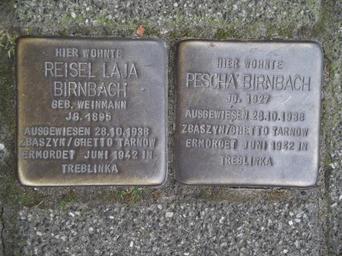 HIER WOHNTE
REISEL LAJA
BIRNBACH
GEB. WEINMANN
JG. 1895
AUSGEWIESEN 28.10.1938
ZBASZYN/GHETTO TARNOW
ERMORDET JUNI 1942 IN
TREBLINKA
HIER WOHNTE
PESCHA BIRNBACH
JG. 1927
AUSGEWIESEN 28.10.1938
ZBASZYN/GHETTO TARNOW
ERMORDET JUNI 1942 IN
TREBLINKA